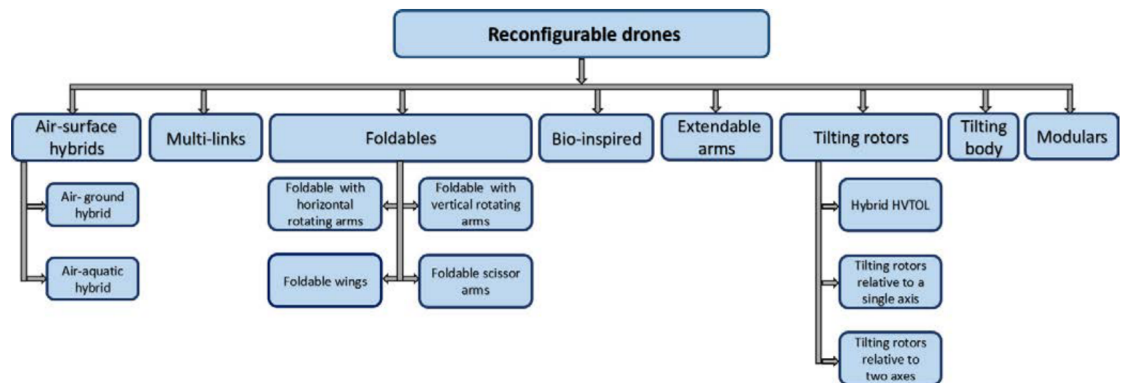 Reconfigurable drones
Air-surface
hybrids
Multi-links
Foldables
Bio-inspired
Extendable
arms
Tilting rotors
Tilting
body
Modulars
Air- ground
hybrid
Air-aquatic
hybrid
Foldable with
horizontal
rotating arms
Foldable with
vertical rotating
arms
Foldable wings
Foldable scissor
arms
Hybrid HVTOL
Tilting rotors
relative to a
single axis
Tilting rotors
relative to
two axes